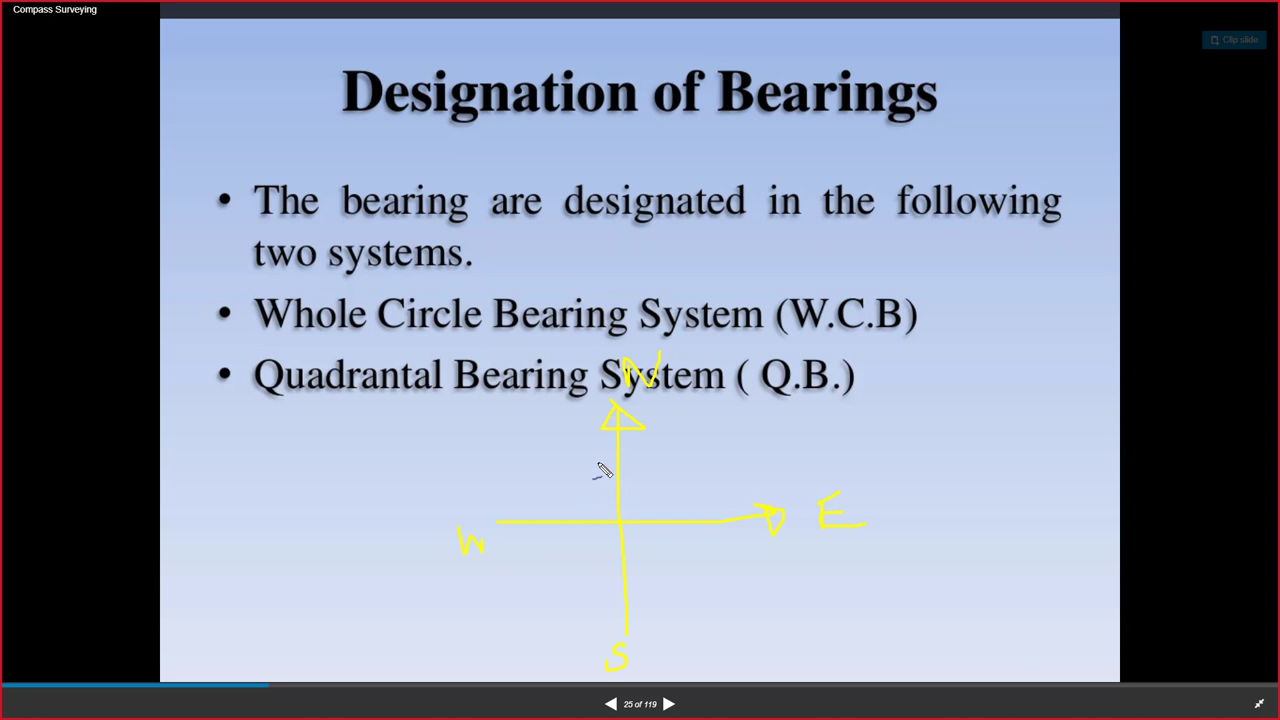 Compass Surveying
Clip slide
Designation of Bearings
• The bearing are designated in the following
two systems.
• Whole Circle Bearing System (W.C.B)
• Quadrantal Bearing System ( Q.B.)
N
W
E
S
25 of 119